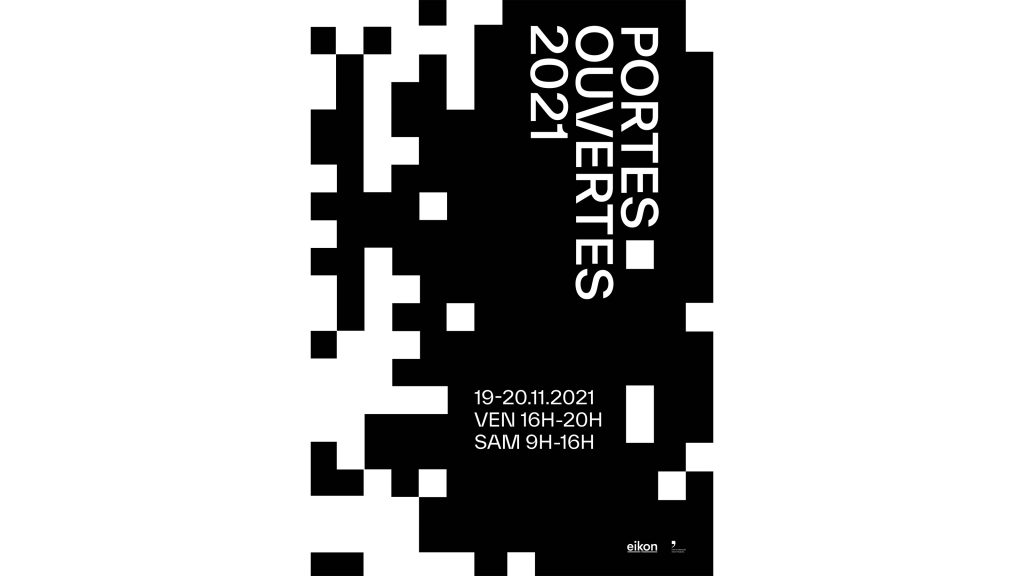 PORTES
OUVERTES
2021
19-20.11.2021
VEN 16H-20H
SAM 9H-16H
eikon